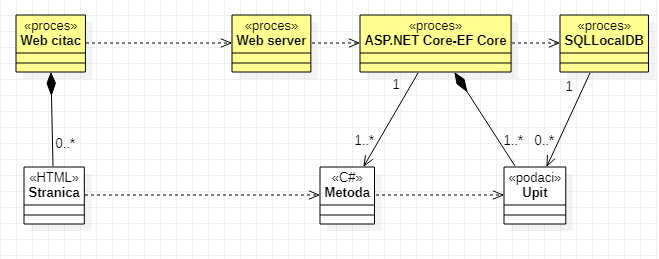 «proces»
Web citac
«proces»
Web server
«proces»
ASP.NET Core-EF Core
«proces»
SQLLocalDB
1
1
0..*
1..*
1..*
0..*
«HTML»
Stranica
«C#»
Metoda
«podaci»
Upit